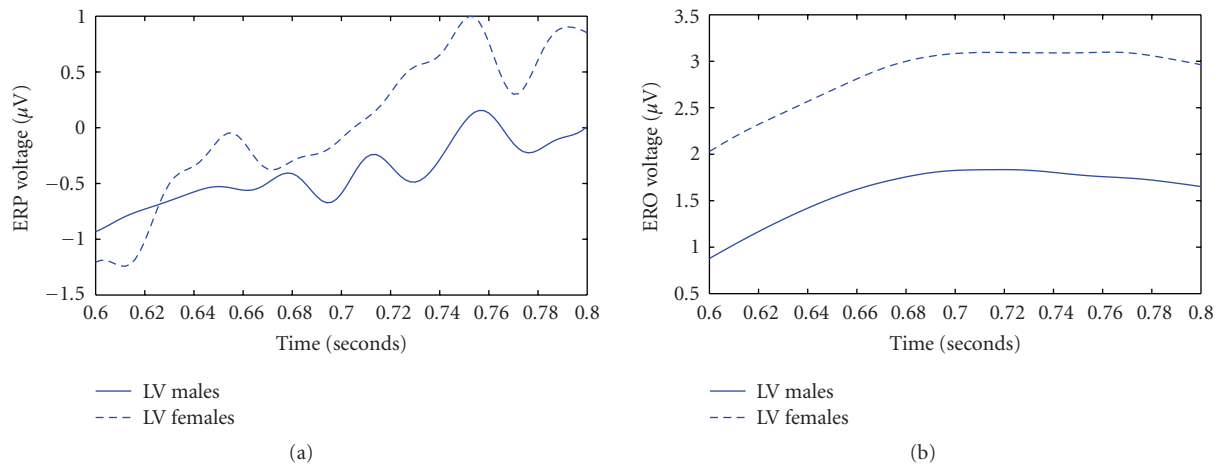 ERP voltage (μV)
1
0.5
0
−0.5
−1
−1.5
0.6 0.62 0.64 0.66 0.68 0.7 0.72 0.74 0.76 0.78 0.8
Time (seconds)
LV males
LV females
(a)
ERO voltage (μV)
3.5
3
2.5
2
1.5
1
0.5
0.6 0.62 0.64 0.66 0.68 0.7 0.72 0.74 0.76 0.78 0.8
Time (seconds)
LV males
LV females
(b)